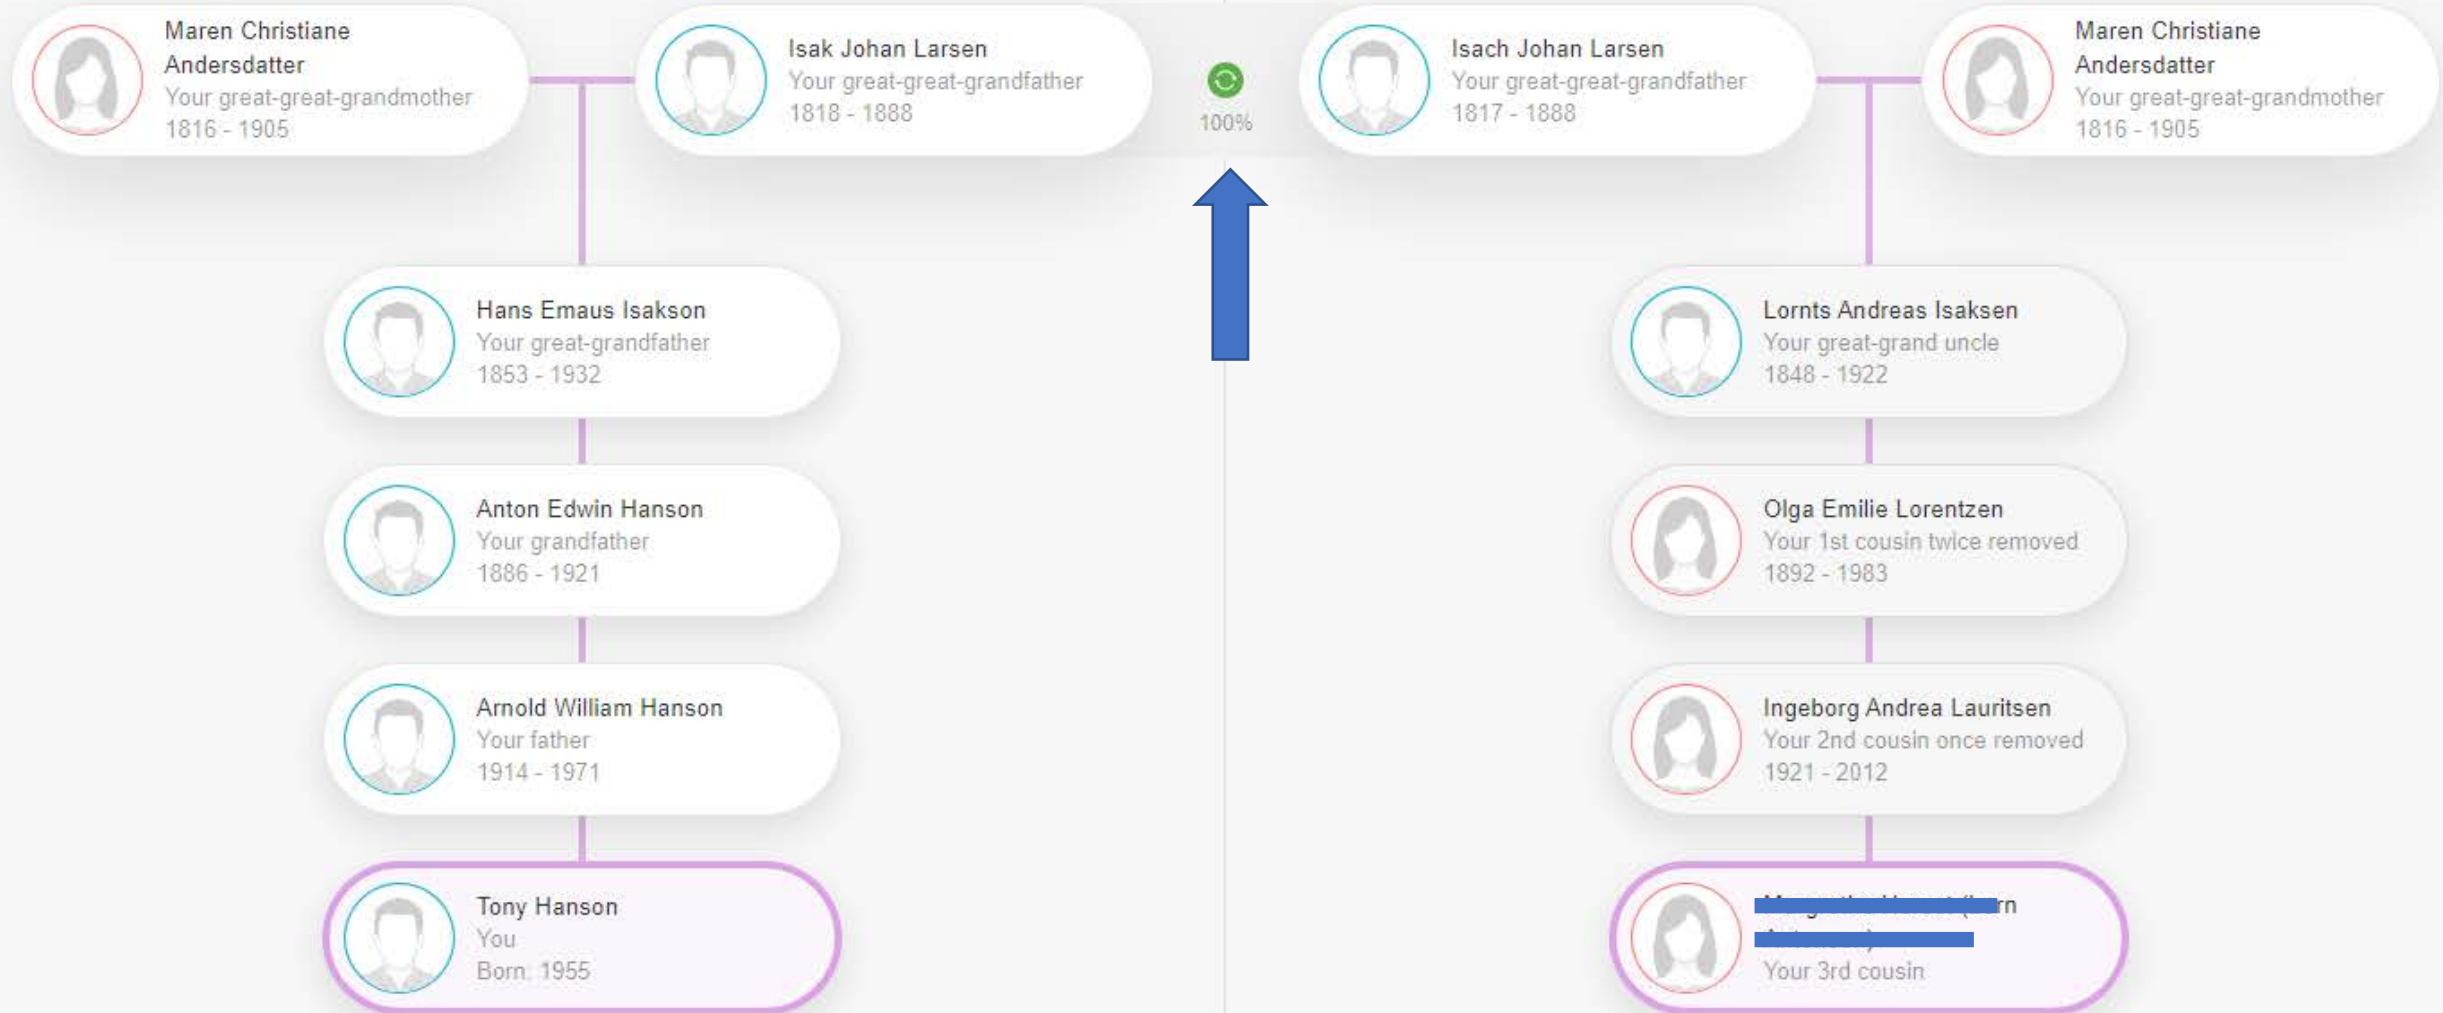 Maren Christiane
Andersdatter
Your great-great-grandmother
1816 - 1905
Isak Johan Larsen
Your great-great-grandfather
1818 - 1888
100%
Isach Johan Larsen
Your great-great-grandfather
1817 - 1888
Maren Christiane
Andersdatter
Your great-great-grandmother
1816 - 1905
Hans Emaus Isakson
Your great-grandfather
1853 - 1932
Lornts Andreas Isaksen
Your great-grand uncle
1848 - 1922
Anton Edwin Hanson
Your grandfather
1886 - 1921
Olga Emilie Lorentzen
Your 1st cousin twice removed
1892 - 1983
Arnold William Hanson
Your father
1914 - 1971
Ingeborg Andrea Lauritsen
Your 2nd cousin once removed
1921 - 2012
Tony Hanson
You
Born: 1955
Your 3rd cousin